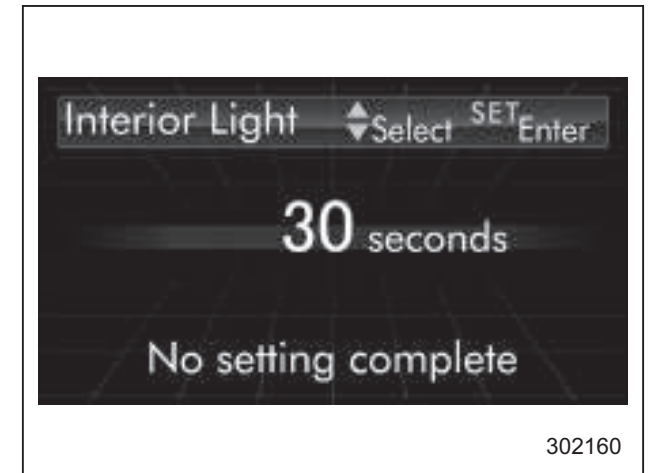 Interior Light Select SET Enter
30 seconds
No setting complete
302160